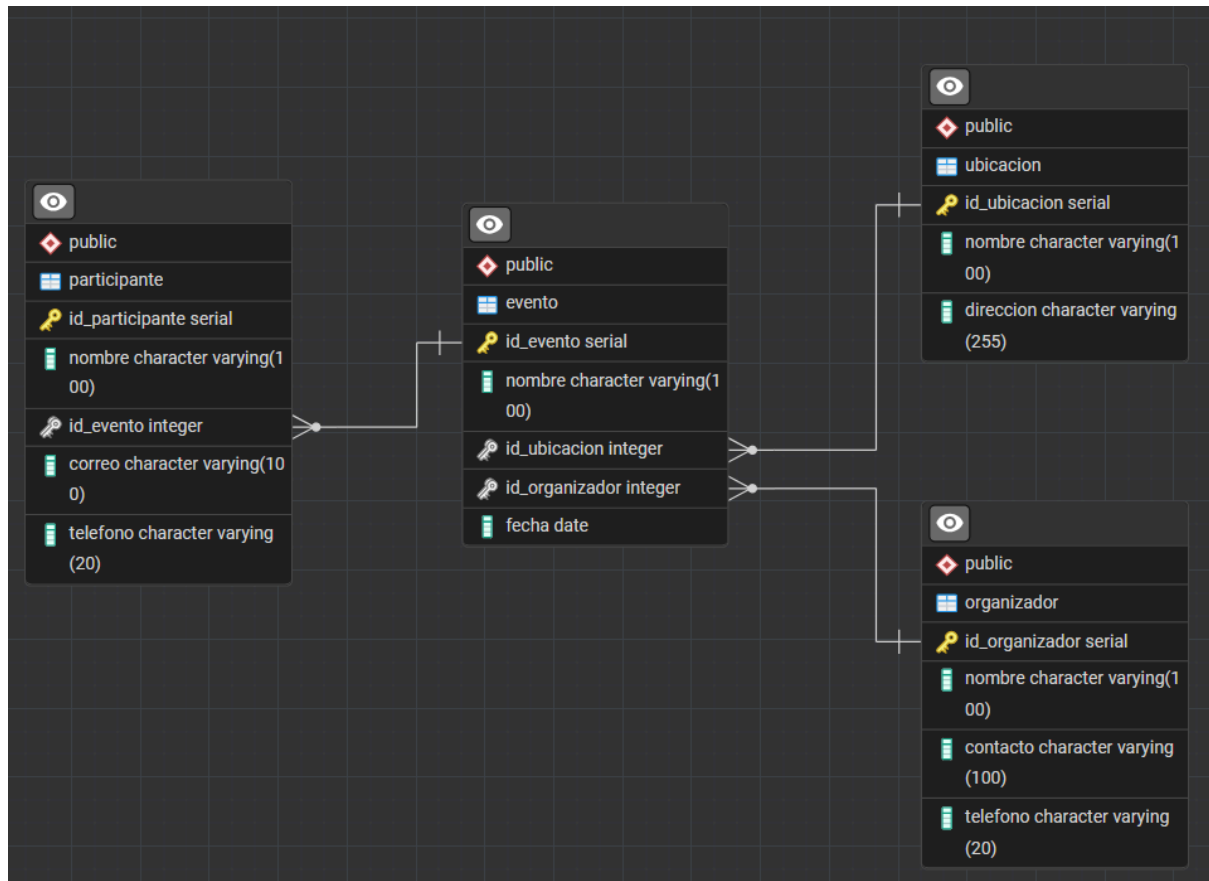 public
participante
id_participante serial
nombre character varying(1
00)
id_evento integer
correo character varying(10
0)
telefono character varying
(20)
public
evento
id_evento serial
nombre character varying(1
00)
id_ubicacion integer
id_organizador integer
fecha date
public
ubicacion
id_ubicacion serial
nombre character varying(1
00)
direccion character varying
(255)
public
organizador
id_organizador serial
nombre character varying(1
00)
contacto character varying
(100)
telefono character varying
(20)